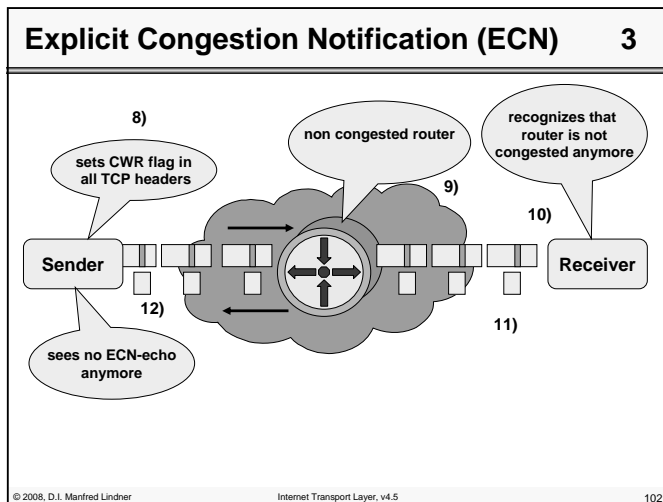 Explicit Congestion Notification (ECN) 3
8)
sets CWR flag in
all TCP headers
non congested router
recognizes that
router is not
congested anymore
9)
10)
Sender
Receiver
12)
11)
sees no ECN-echo
anymore
© 2008, D.I. Manfred Lindner Internet Transport Layer, v4.5 102